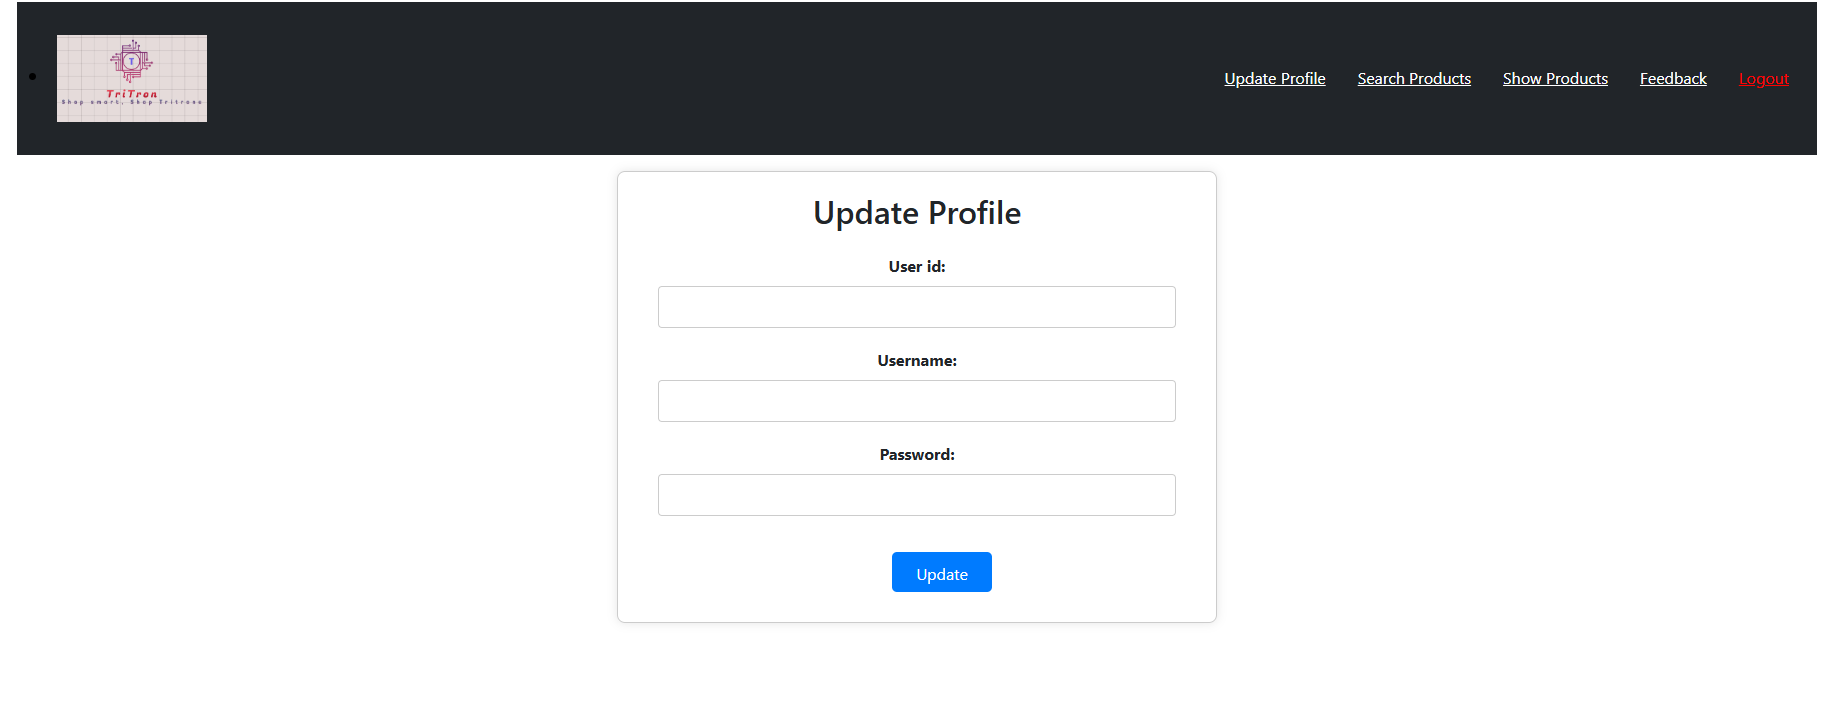 T
TriTron
Shop smart, Shop Tritrons
Update Profile Search Products Show Products Feedback Logout
Update Profile
User id:
Username:
Password:
Update